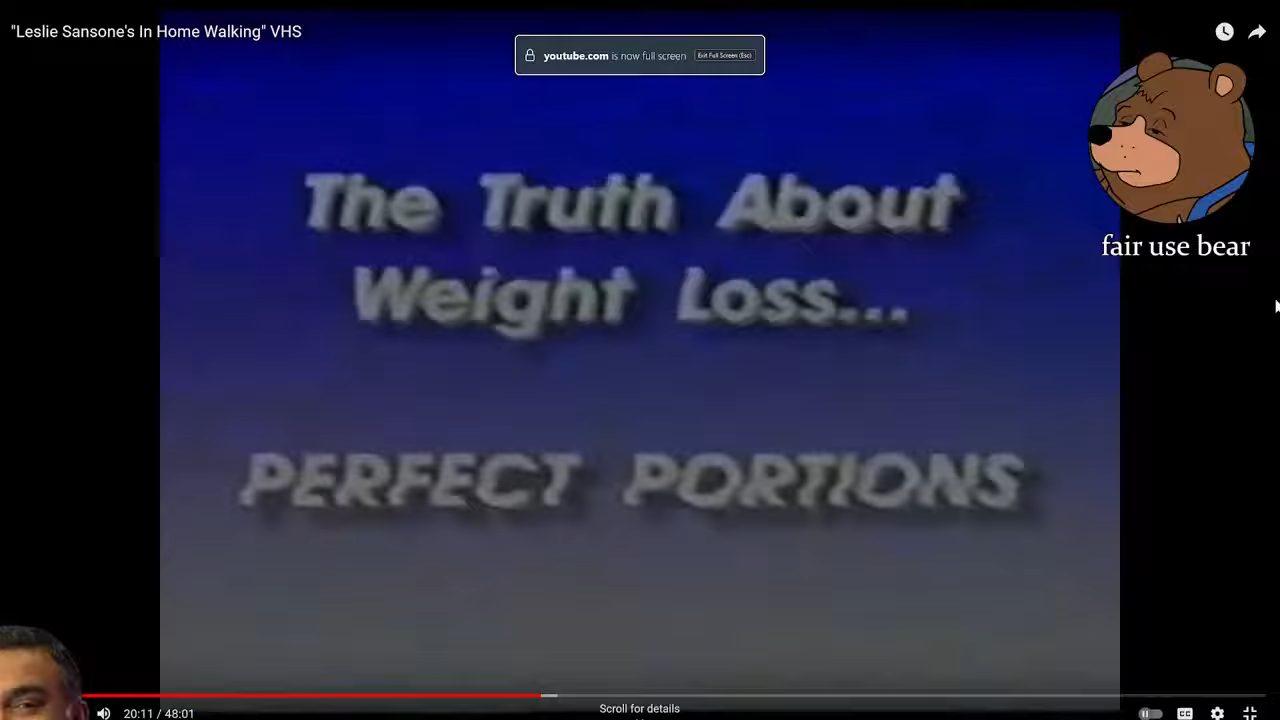 "Leslie Sansone's In Home Walking" VHS
youtube.com is now full screen Exit Full Screen (Esc)
The Truth About
Weight Loss...
fair use bear
PERFECT PORTIONS
20:11 / 48:01
Scroll for details
CC